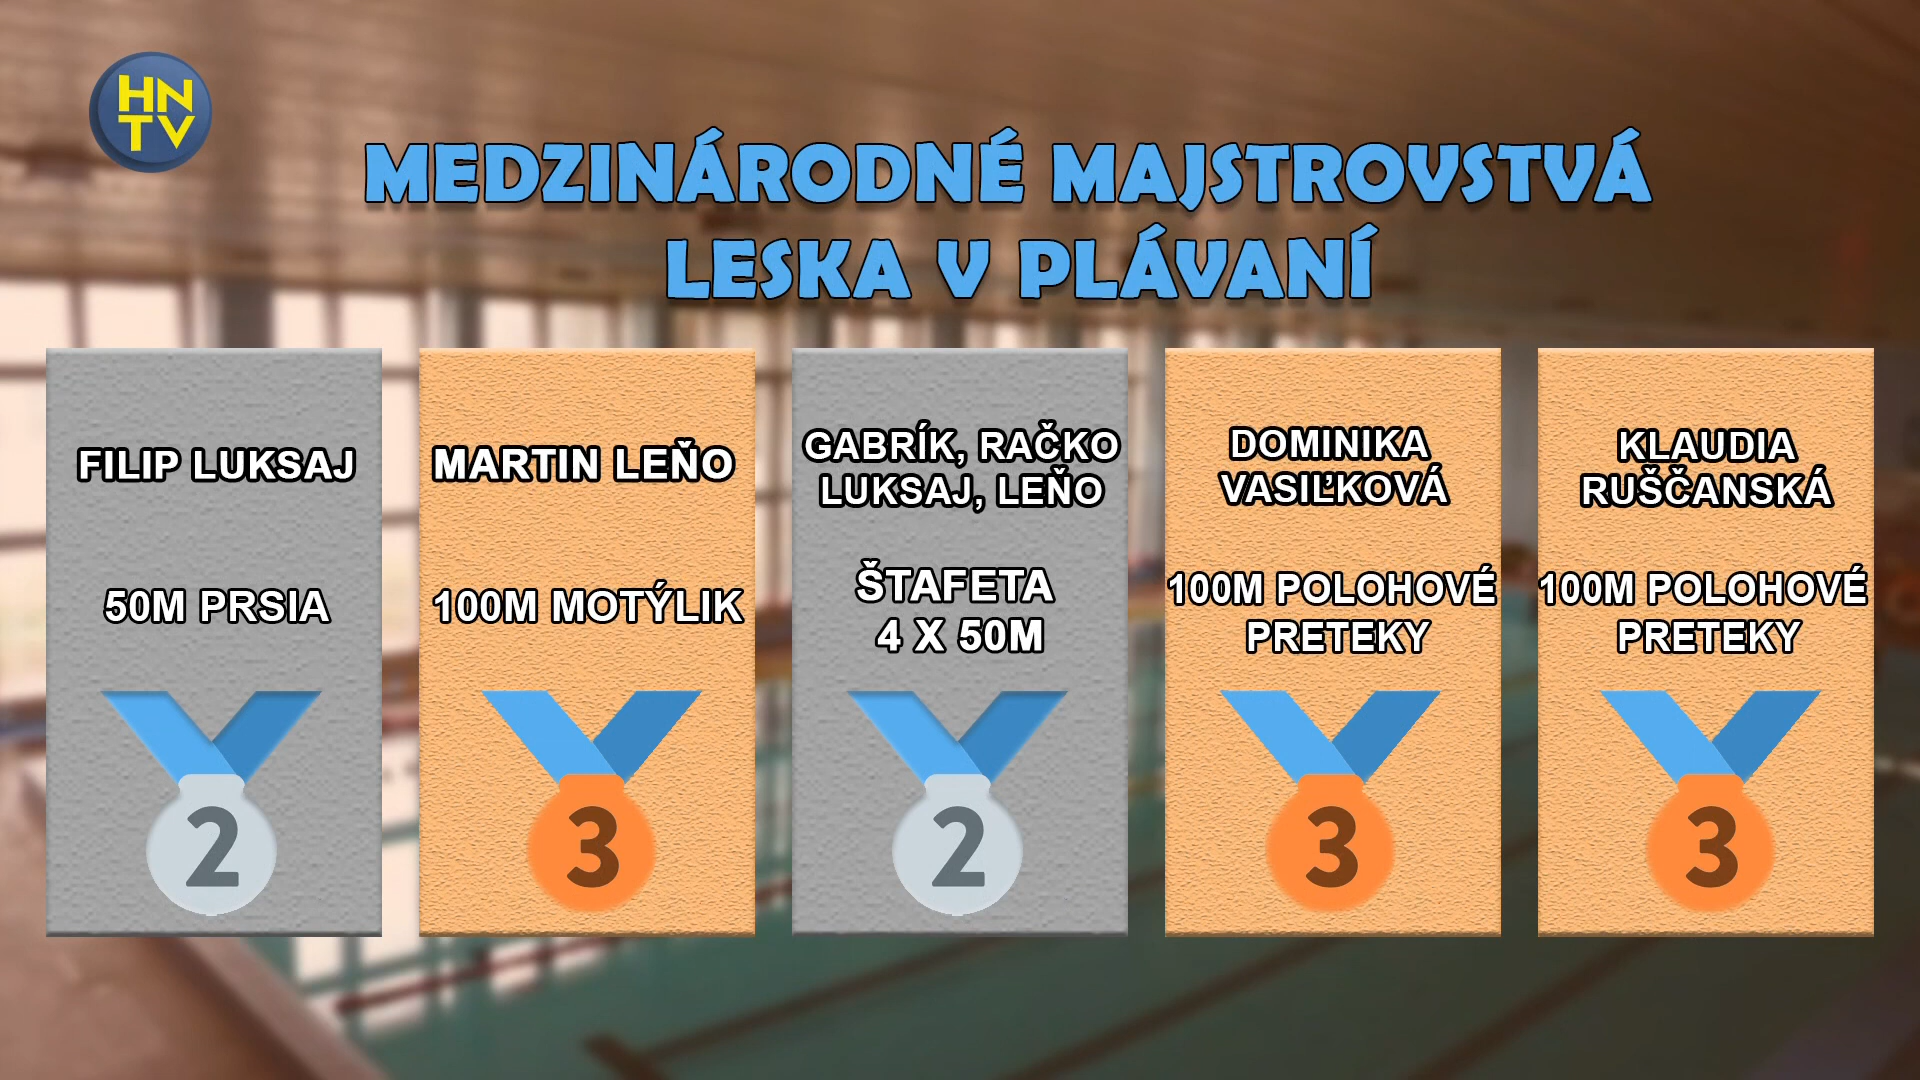 HN
TV
MEDZINÁRODNÉ MAJSTROVSTVÁ
LESKA V PLÁVANÍ
FILIP LUKSAJ
50M PRSIA
2
MARTIN LEŇO
100M MOTÝLIK
3
GABRÍK, RAČKO
LUKSAJ, LEŇO
ŠTAFETA
4 X 50M
2
DOMINIKA
VASIĽKOVÁ
100M POLOHOVÉ
PRETEKY
3
KLAUDIA
RUŠČANSKÁ
100M POLOHOVÉ
PRETEKY
3